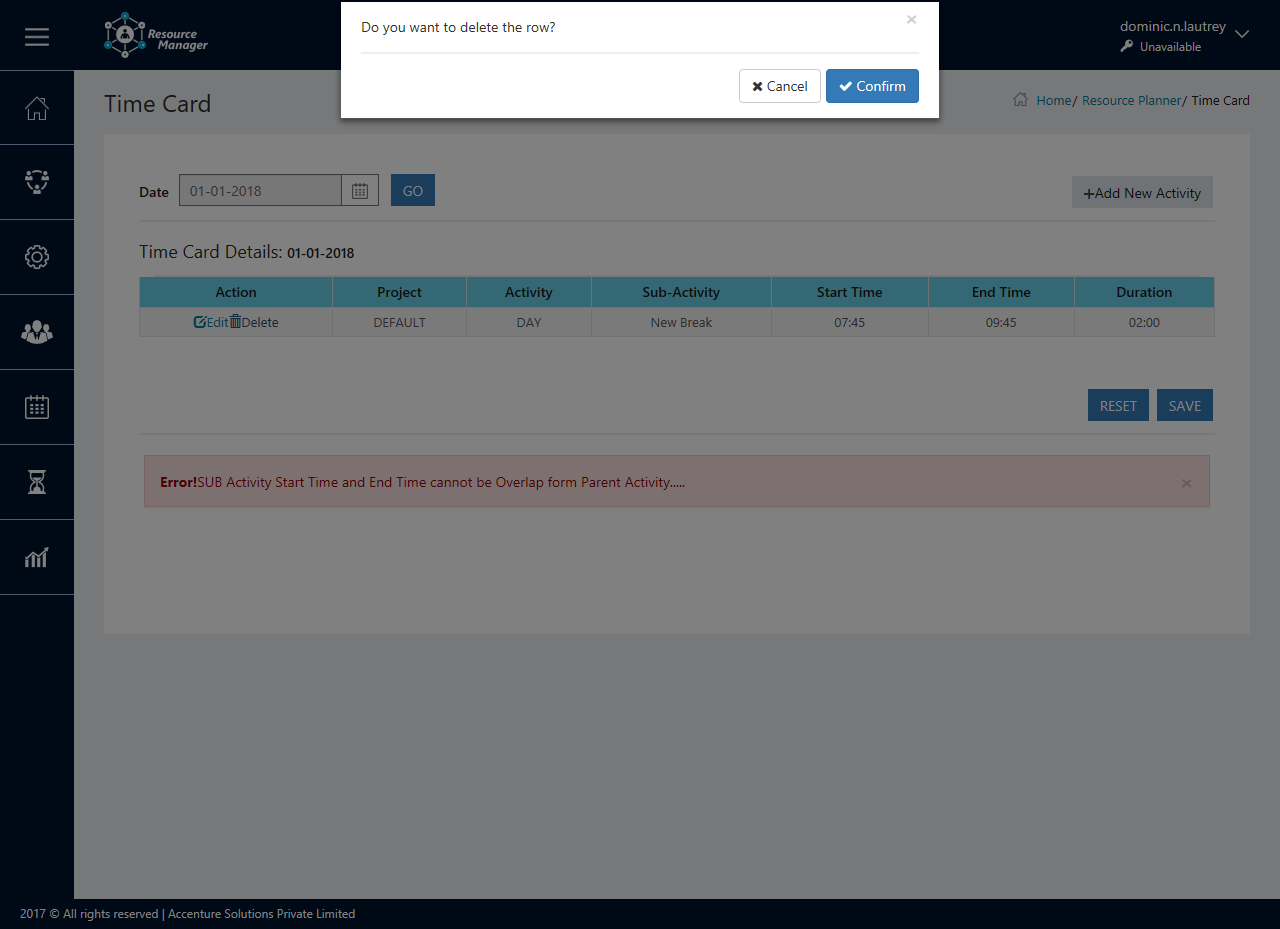 Resource
Manager
Do you want to delete the row?
×
Cancel
Confirm
dominic.n.lautrey
Unavailable
Time Card
Home/ Resource Planner/ Time Card
Date 01-01-2018 GO
+Add New Activity
Time Card Details: 01-01-2018
Action Project Activity Sub-Activity Start Time End Time Duration
Edit Delete DEFAULT DAY New Break 07:45 09:45 02:00
RESET SAVE
Error!SUB Activity Start Time and End Time cannot be Overlap form Parent Activity..... ×
2017 © All rights reserved | Accenture Solutions Private Limited